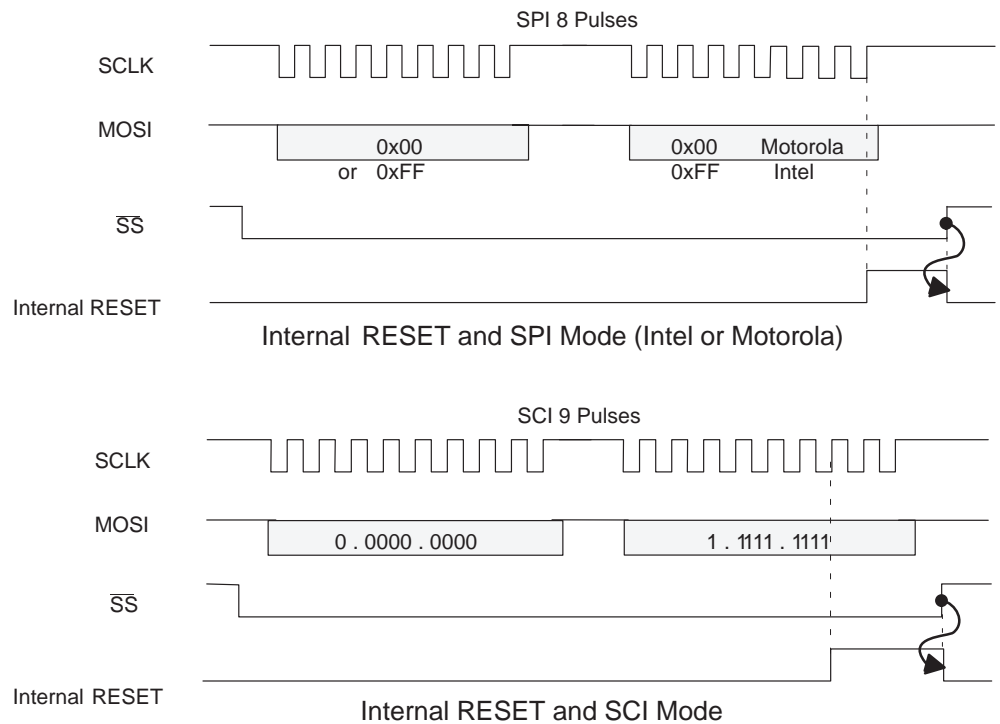 SPI 8 Pulses
SCLK
MOSI
0x00
or 0xFF
0x00 Motorola
0xFF Intel
SS
Internal RESET
Internal RESET and SPI Mode (Intel or Motorola)
SCI 9 Pulses
SCLK
MOSI
0 . 0000 . 0000
1 . 1111 . 1111
SS
Internal RESET
Internal RESET and SCI Mode